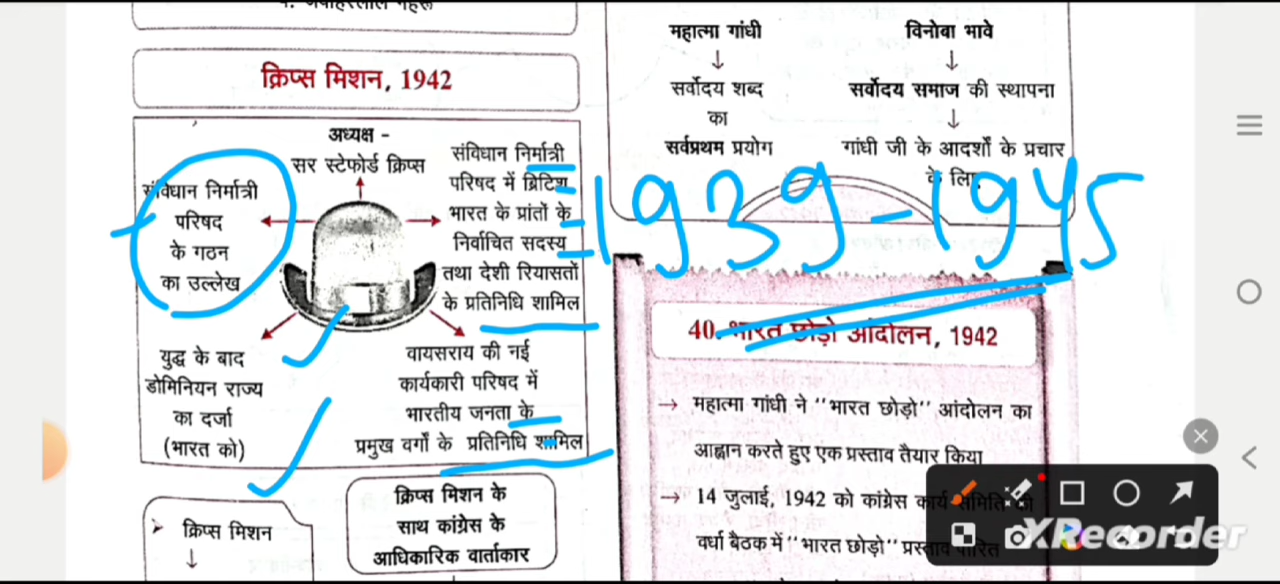 क्रिप्स मिशन, 1942
अध्यक्ष -
सर स्टेफोर्ड क्रिप्स
संविधान निर्मात्री
परिषद
के गठन
का उल्लेख
संविधान निर्मात्री
परिषद में ब्रिटिश
भारत के प्रांतों के
निर्वाचित सदस्य
तथा देशी रियासतों
के प्रतिनिधि शामिल
युद्ध के बाद
डोमिनियन राज्य
का दर्जा
(भारत को)
वायसराय की नई
कार्यकारी परिषद में
भारतीय जनता के
प्रमुख वर्गों के प्रतिनिधि शामिल
क्रिप्स मिशन
क्रिप्स मिशन के
साथ कांग्रेस के
आधिकारिक वार्ताकार
महात्मा गांधी
सर्वोदय शब्द
का
सर्वप्रथम प्रयोग
विनोबा भावे
सर्वोदय समाज की स्थापना
गांधी जी के आदर्शों के प्रचार
के लिए
1939-1945
40. भारत छोड़ो आंदोलन, 1942
→ महात्मा गांधी ने "भारत छोड़ो" आंदोलन का
आह्वान करते हुए एक प्रस्ताव तैयार किया
→ 14 जुलाई, 1942 को कांग्रेस कार्य समिति की
वर्धा बैठक में "भारत छोड़ो" प्रस्ताव पारित
XRecorder